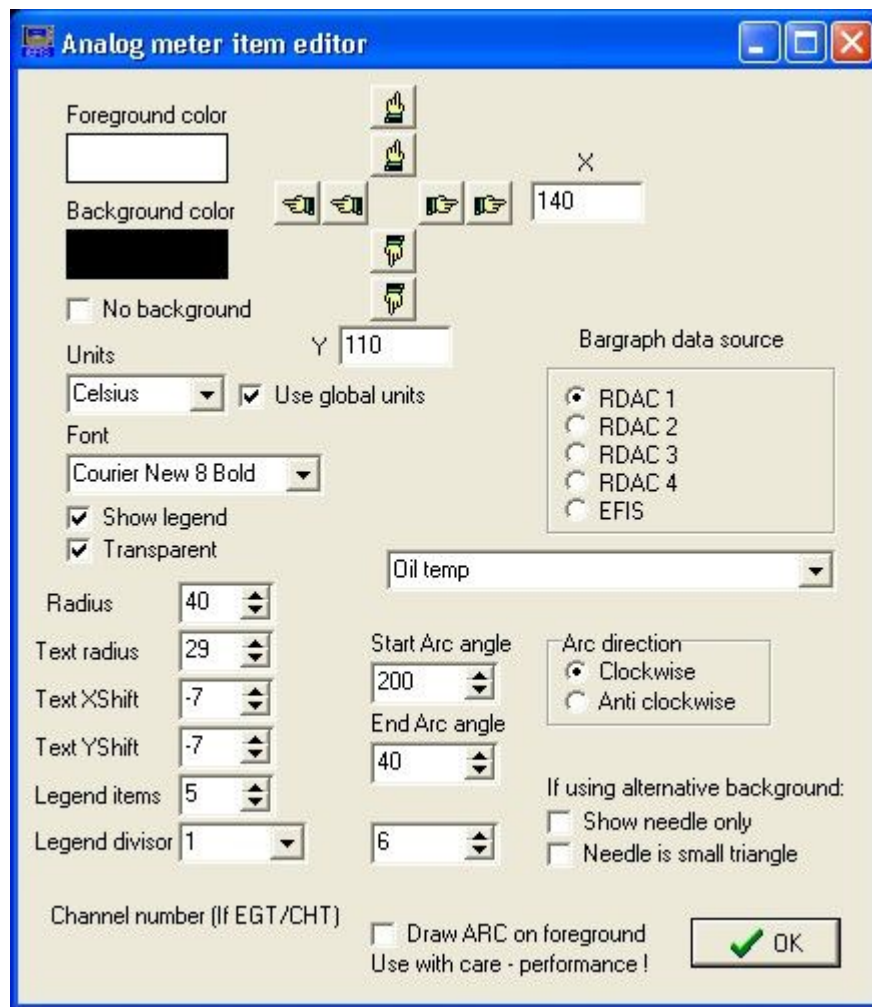 Analog meter item editor
Foreground color
X
140
Background color
No background
Y 110
Units
Celsius
Use global units
Bargraph data source
RDAC 1
RDAC 2
RDAC 3
RDAC 4
EFIS
Font
Courier New 8 Bold
Show legend
Transparent
Oil temp
Radius 40
Text radius 29
Text XShift -7
Text YShift -7
Legend items 5
Legend divisor 1
Start Arc angle
200
End Arc angle
40
6
Arc direction
Clockwise
Anti clockwise
If using alternative background:
Show needle only
Needle is small triangle
Channel number (If EGT/CHT)
Draw ARC on foreground
Use with care - performance !
OK